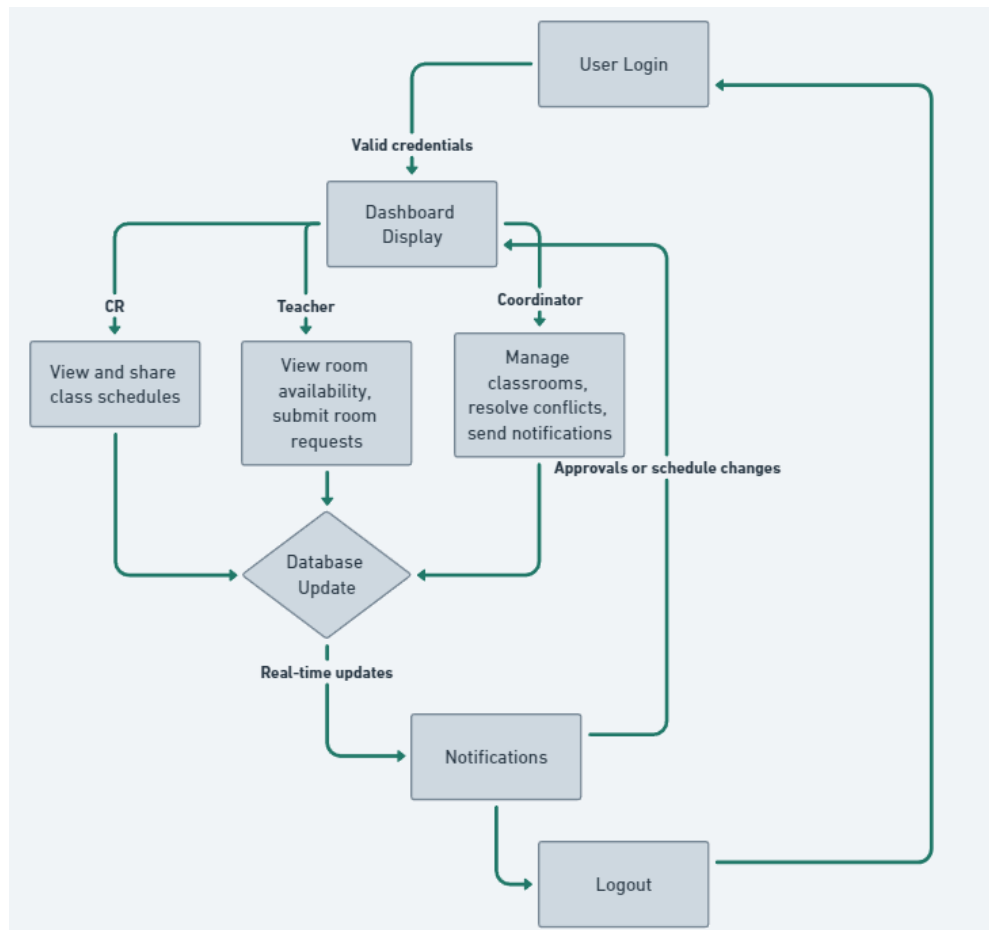 User Login
Valid credentials
Dashboard
Display
CR
Teacher
Coordinator
View and share
class schedules
View room
availability,
submit room
requests
Manage
classrooms,
resolve conflicts,
send notifications
Approvals or schedule changes
Database
Update
Real-time updates
Notifications
Logout